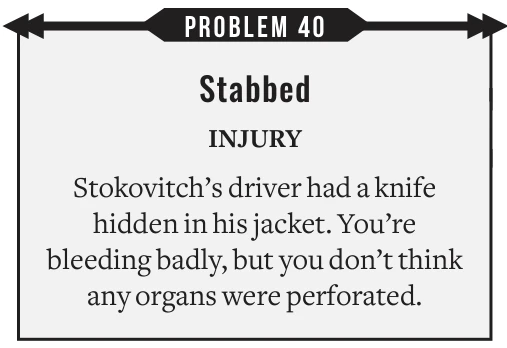 PROBLEM 40
Stabbed
INJURY
Stokovitch’s driver had a knife
hidden in his jacket. You’re
bleeding badly, but you don’t think
any organs were perforated.